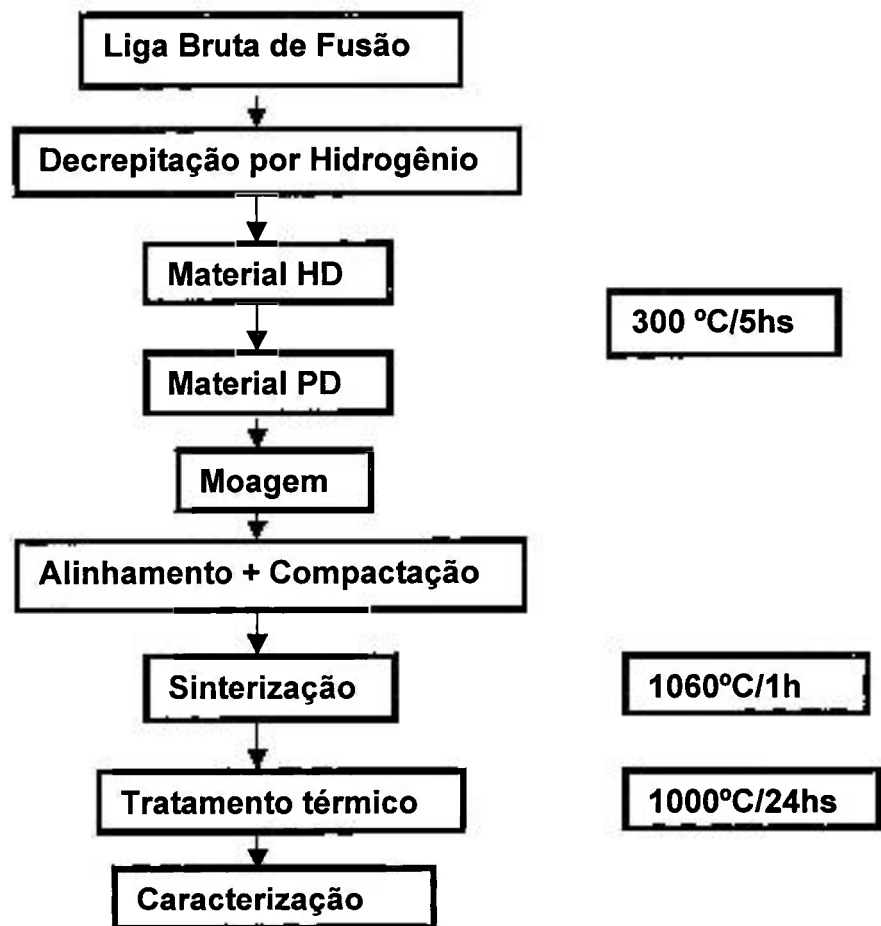 Liga Bruta de Fusão
Decrepitação por Hidrogênio
Material HD
300 ºC/5hs
Material PD
Moagem
Alinhamento + Compactação
Sinterização
1060ºC/1h
Tratamento térmico
1000ºC/24hs
Caracterização